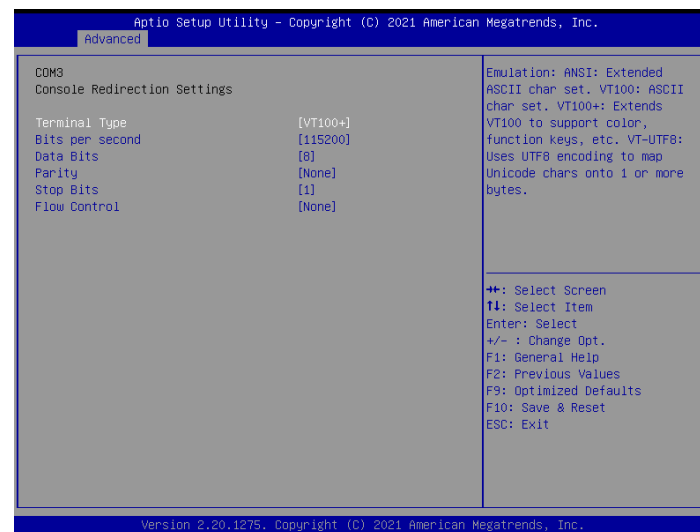 Aptio Setup Utility – Copyright (C) 2021 American Megatrends, Inc.
Advanced
COM3
Console Redirection Settings
Terminal Type [VT100+]
Bits per second [115200]
Data Bits [8]
Parity [None]
Stop Bits [1]
Flow Control [None]
Emulation: ANSI: Extended
ASCII char set. VT100: ASCII
char set. VT100+: Extends
VT100 to support color,
function keys, etc. VT-UTF8:
Uses UTF8 encoding to map
Unicode chars onto 1 or more
bytes.
→←: Select Screen
↑↓: Select Item
Enter: Select
+/- : Change Opt.
F1: General Help
F2: Previous Values
F9: Optimized Defaults
F10: Save & Reset
ESC: Exit
Version 2.20.1275. Copyright (C) 2021 American Megatrends, Inc.